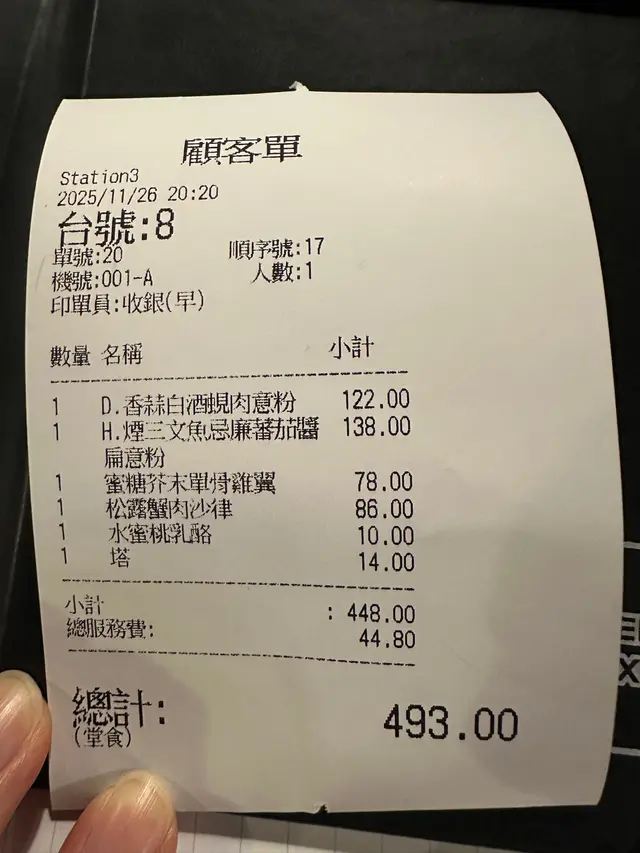 顧客單
Station3
2025/11/26 20:20
台號:8
單號:20 順序號:17
機號:001-A 人數:1
印單員:收銀(早)
數量 名稱 小計
1 D.香蒜白酒蜆肉意粉 122.00
1 H.煙三文魚忌廉蕃茄醬 138.00
扁意粉
1 蜜糖芥末單骨雞翼 78.00
1 松露蟹肉沙律 86.00
1 水蜜桃乳酪 10.00
1 塔 14.00
小計 : 448.00
總服務費: 44.80
總計: 493.00
(堂食)